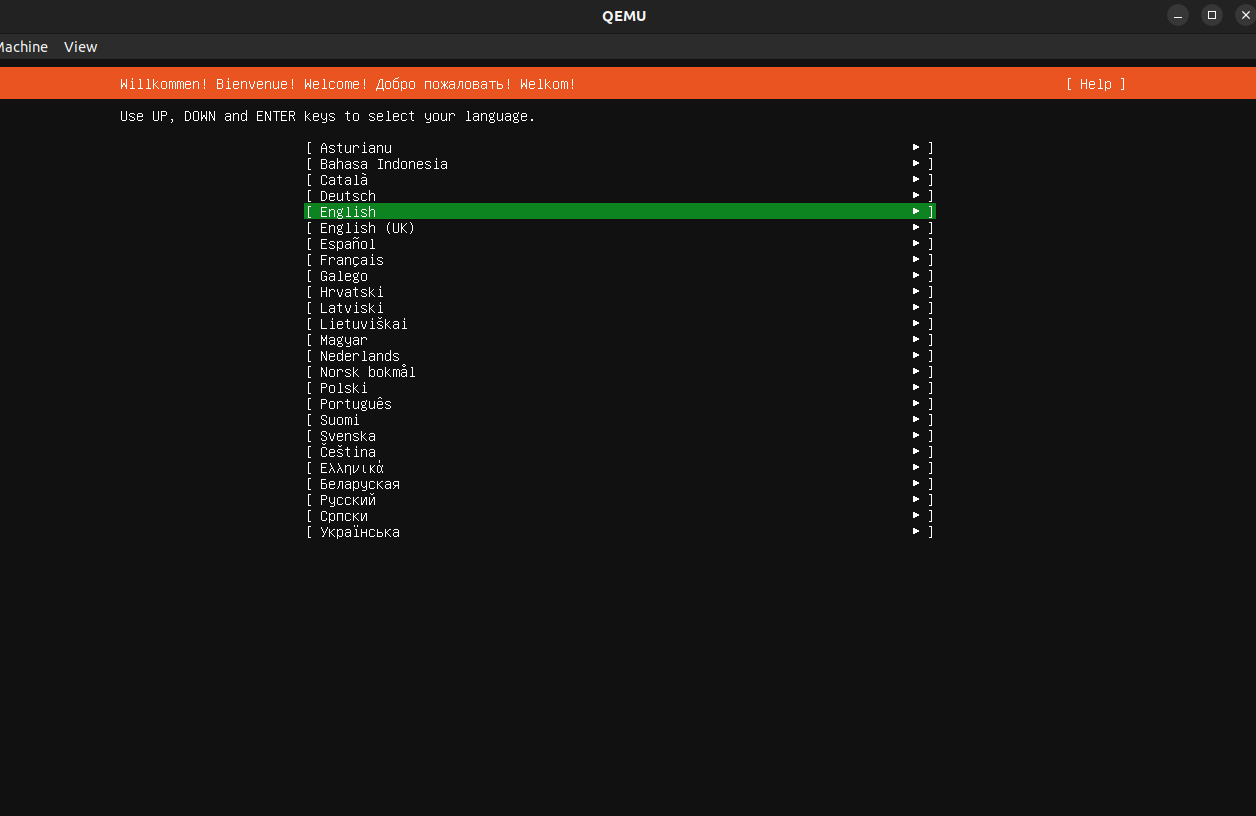 QEMU
Machine View
Willkommen! Bienvenue! Welcome! Добро пожаловать! Welkom! [ Help ]
Use UP, DOWN and ENTER keys to select your language.
[ Asturianu ▸ ]
[ Bahasa Indonesia ▸ ]
[ Català ▸ ]
[ Deutsch ▸ ]
[ English ▸ ]
[ English (UK) ▸ ]
[ Español ▸ ]
[ Français ▸ ]
[ Galego ▸ ]
[ Hrvatski ▸ ]
[ Latviski ▸ ]
[ Lietuviškai ▸ ]
[ Magyar ▸ ]
[ Nederlands ▸ ]
[ Norsk bokmål ▸ ]
[ Polski ▸ ]
[ Português ▸ ]
[ Suomi ▸ ]
[ Svenska ▸ ]
[ Čeština ▸ ]
[ Ελληνικά ▸ ]
[ Беларуская ▸ ]
[ Русский ▸ ]
[ Српски ▸ ]
[ Українська ▸ ]